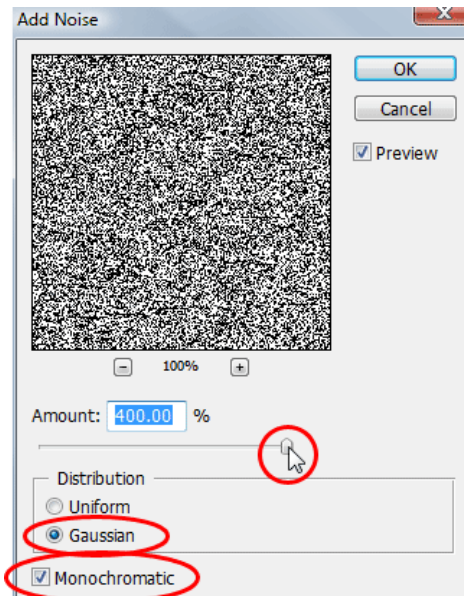 Add Noise
X
OK
Cancel
Preview
- 100% +
Amount: 400.00 %
Distribution
Uniform
Gaussian
Monochromatic